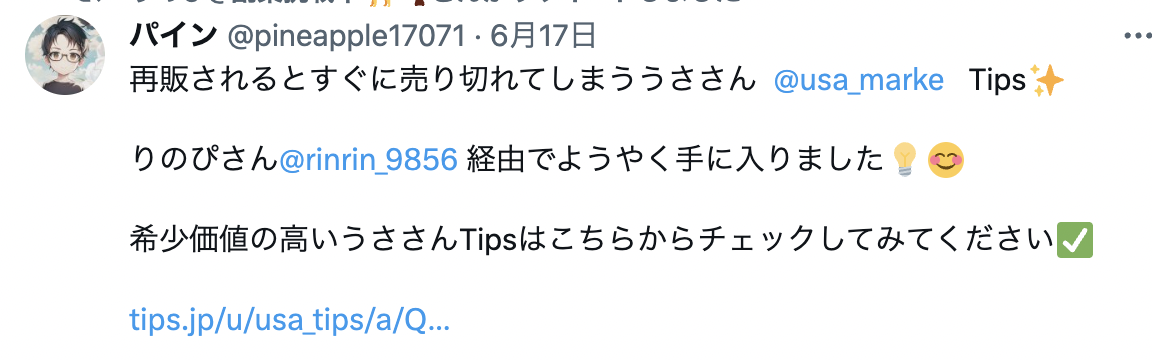 パイン @pineapple17071 · 6月17日
再販されるとすぐに売り切れてしまううささん @usa_marke Tips✨
りのぴさん@rinrin_9856 経由でようやく手に入りました💡😊
希少価値の高いうささんTipsはこちらからチェックしてみてください✅
tips.jp/u/usa_tips/a/Q...